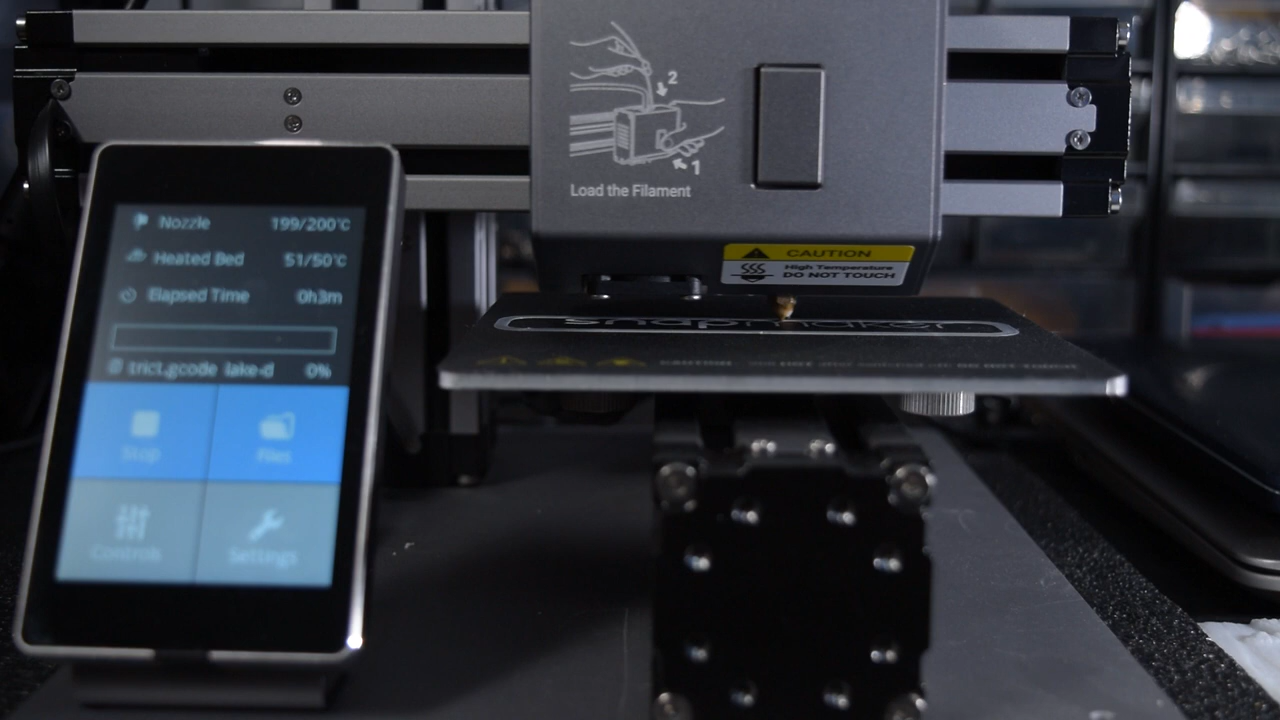 2
1
Load the Filament
CAUTION
High Temperature
DO NOT TOUCH
snapmaker
CAUTION
Nozzle 199/200°C
Heated Bed 51/50°C
Elapsed Time 0h3m
trict.gcode lake-d 0%
Stop Files
Controls Settings